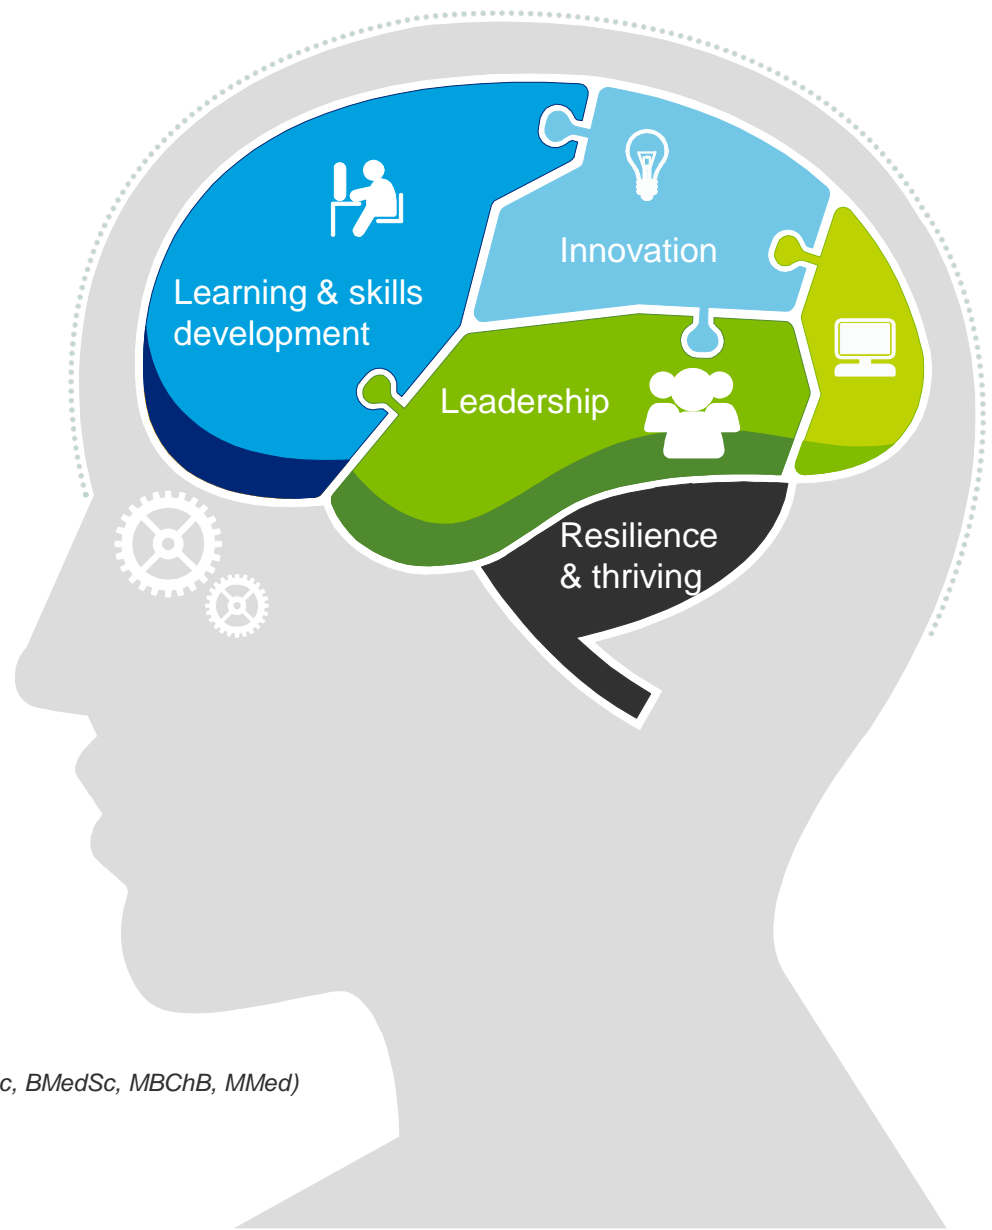 Innovation
Learning & skills
development
Leadership
Resilience
& thriving
c, BMedSc, MBChB, MMed)